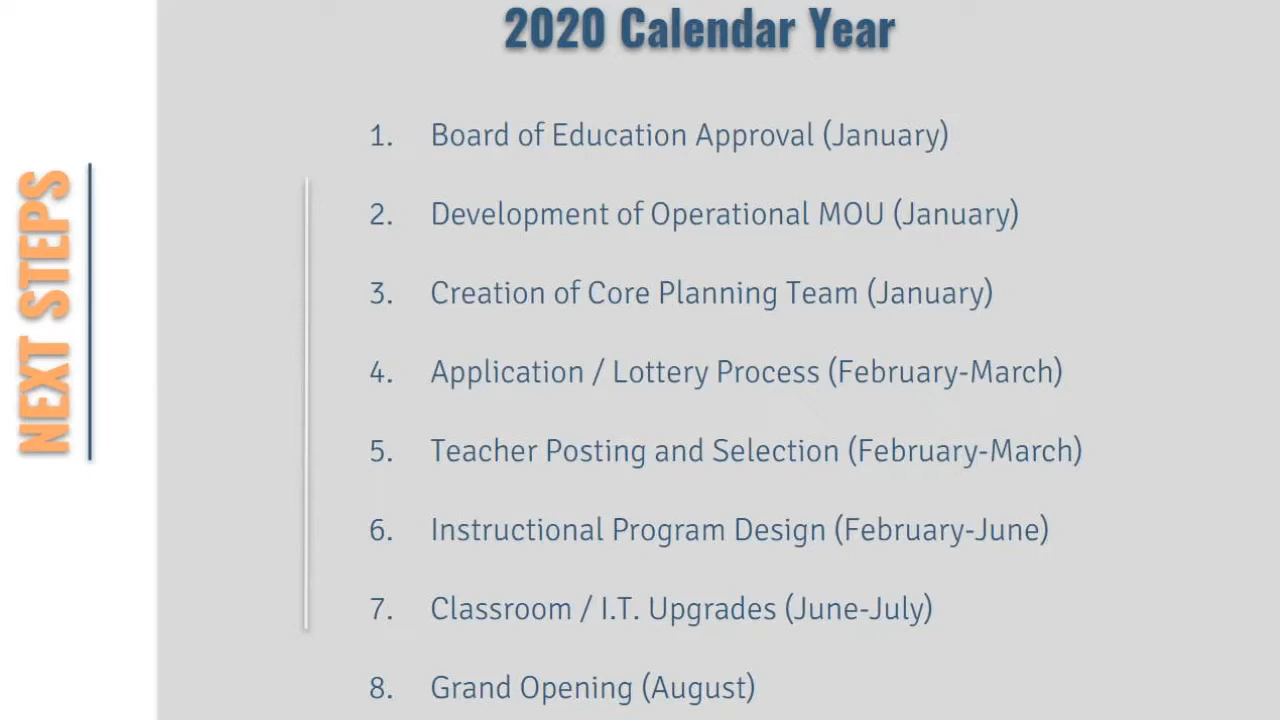 2020 Calendar Year
NEXT STEPS
1. Board of Education Approval (January)
2. Development of Operational MOU (January)
3. Creation of Core Planning Team (January)
4. Application / Lottery Process (February-March)
5. Teacher Posting and Selection (February-March)
6. Instructional Program Design (February-June)
7. Classroom / I.T. Upgrades (June-July)
8. Grand Opening (August)